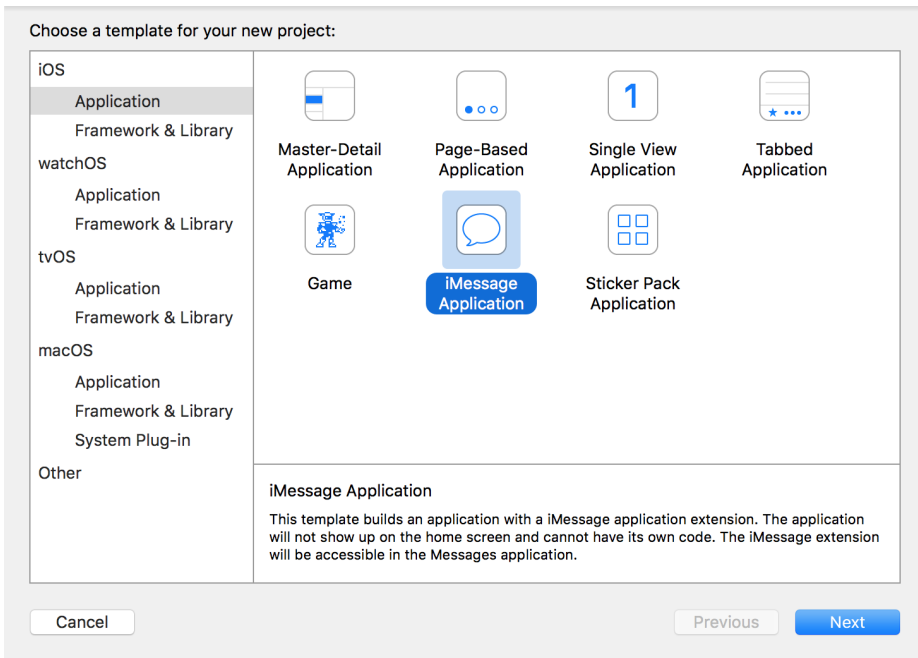 Choose a template for your new project:
iOS
Application
Framework & Library
watchOS
Application
Framework & Library
tvOS
Application
Framework & Library
macOS
Application
Framework & Library
System Plug-in
Other
Master-Detail
Application
Page-Based
Application
1
Single View
Application
Tabbed
Application
Game
iMessage
Application
Sticker Pack
Application
iMessage Application
This template builds an application with a iMessage application extension. The application
will not show up on the home screen and cannot have its own code. The iMessage extension
will be accessible in the Messages application.
Cancel
Previous
Next